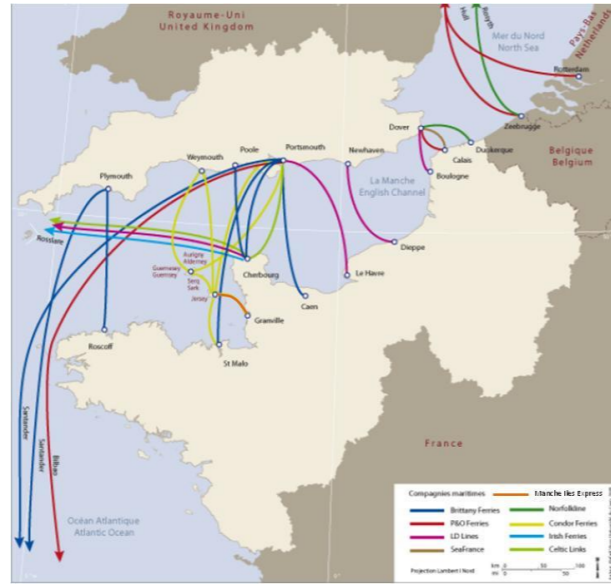 Royaume-Uni
United Kingdom
Hull
Rosyth
Mer du Nord
North Sea
Pays-Bas
Netherlands
Rotterdam
Zeebrugge
Belgique
Belgium
Dover
Calais
Dunkerque
Boulogne
Newhaven
Portsmouth
Poole
Weymouth
Plymouth
La Manche
English Channel
Dieppe
Le Havre
Caen
Cherbourg
Aurigny
Alderney
Guernesey
Guernsey
Serq
Sark
Jersey
Granville
St Malo
Roscoff
Rosslare
Santander
Santander
Bilbao
France
Océan Atlantique
Atlantic Ocean
Compagnies maritimes
Brittany Ferries
P&O Ferries
LD Lines
SeaFrance
Manche Iles Express
Norfolkline
Condor Ferries
Irish Ferries
Celtic Links
Projection Lambert I Nord
km
mi
0
50
100